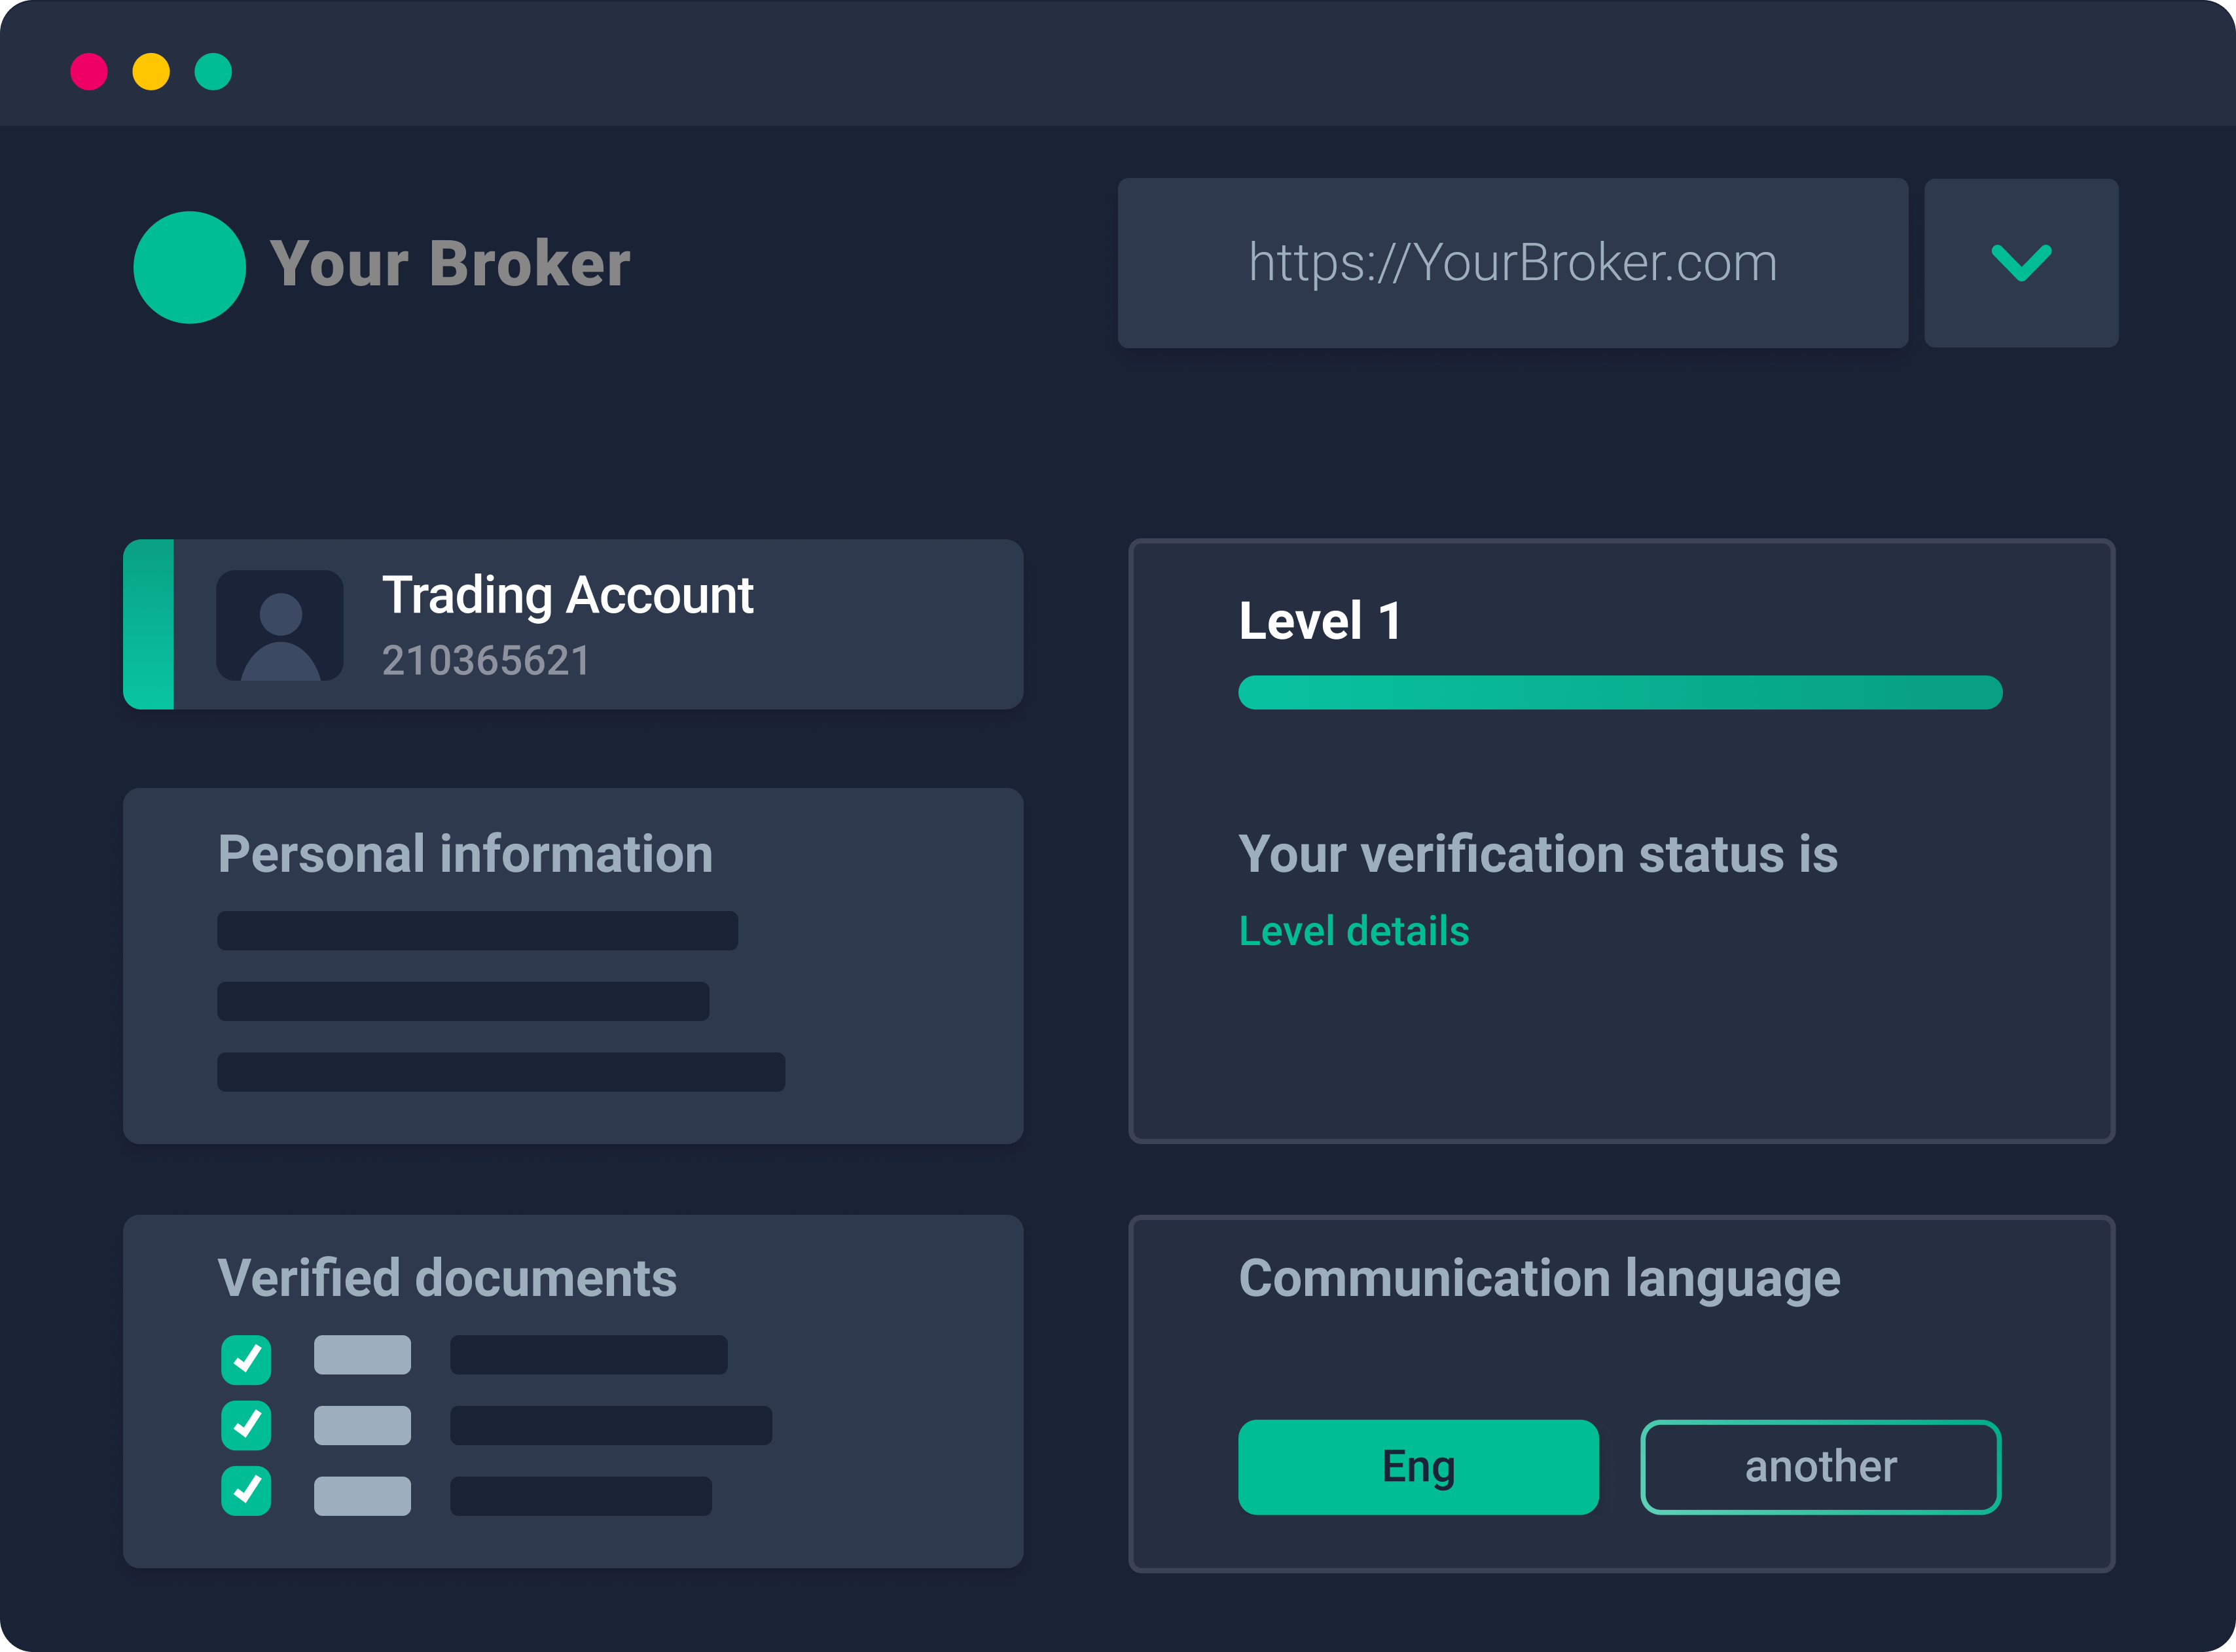 Your Broker
https://YourBroker.com
Trading Account
210365621
Level 1
Personal information
Your verification status is
Level details
Verified documents
Communication language
Eng
another